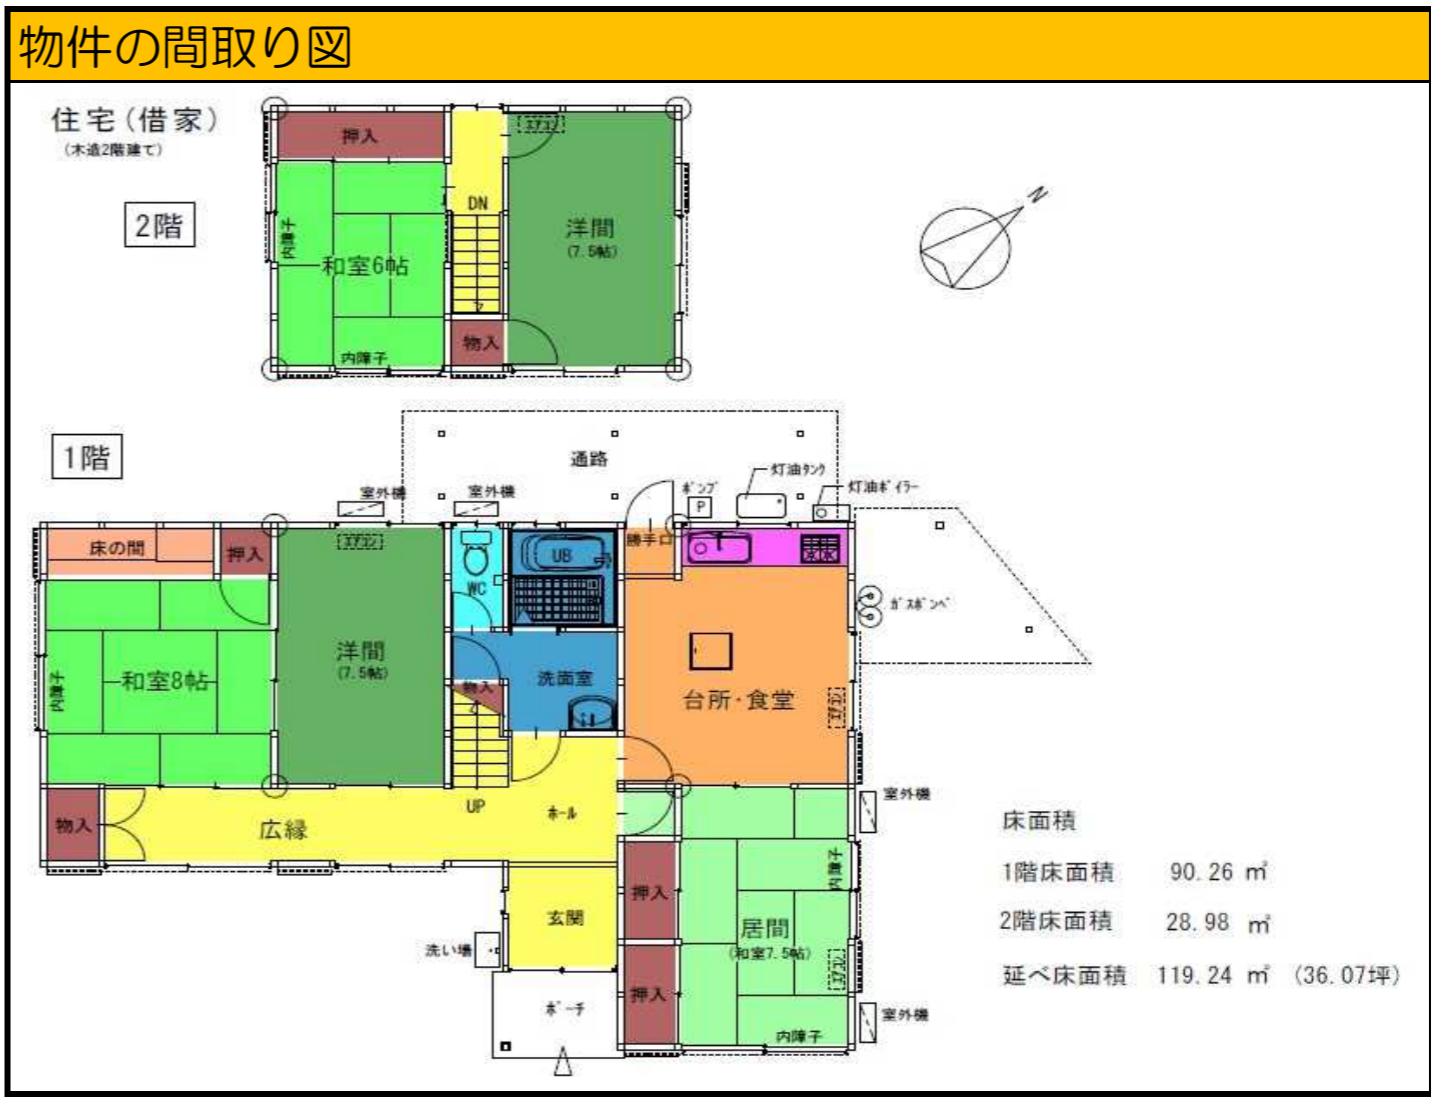 物件の間取り図
住宅(借家)
(木造2階建て)
2階
押入
エアコン
DN
洋間
(7.5帖)
内障子
和室6帖
物入
内障子
N
1階
通路
室外機
室外機
ポンプ
P
灯油タンク
灯油ボイラー
床の間
押入
エアコン
WC
UB
勝手口
ガスボンベ
洋間
(7.5帖)
和室8帖
内障子
物入
洗面室
台所・食堂
エアコン
UP
ホール
物入
広縁
室外機
内障子
押入
居間
(和室7.5帖)
玄関
洗い場
エアコン
押入
ポーチ
内障子
室外機
床面積
1階床面積 90.26 ㎡
2階床面積 28.98 ㎡
延べ床面積 119.24 ㎡ (36.07坪)